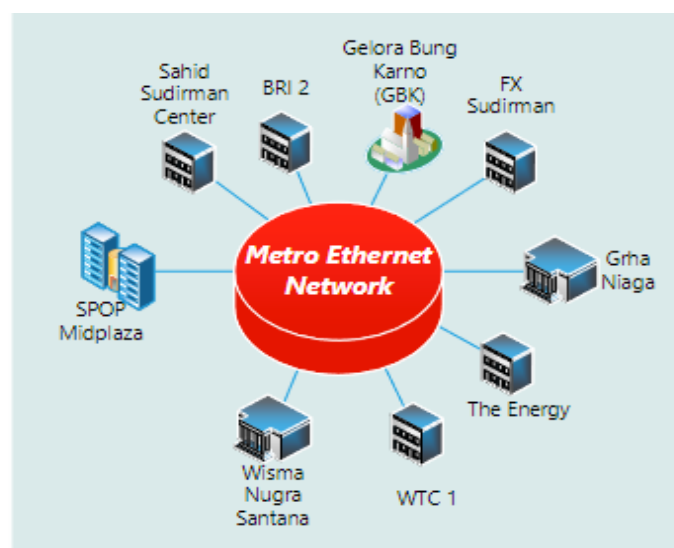 Gelora Bung
Karno
(GBK)
Sahid
Sudirman
Center
BRI 2
FX
Sudirman
Metro Ethernet
Network
Grha
Niaga
SPOP
Midplaza
The Energy
Wisma
Nugra
Santana
WTC 1